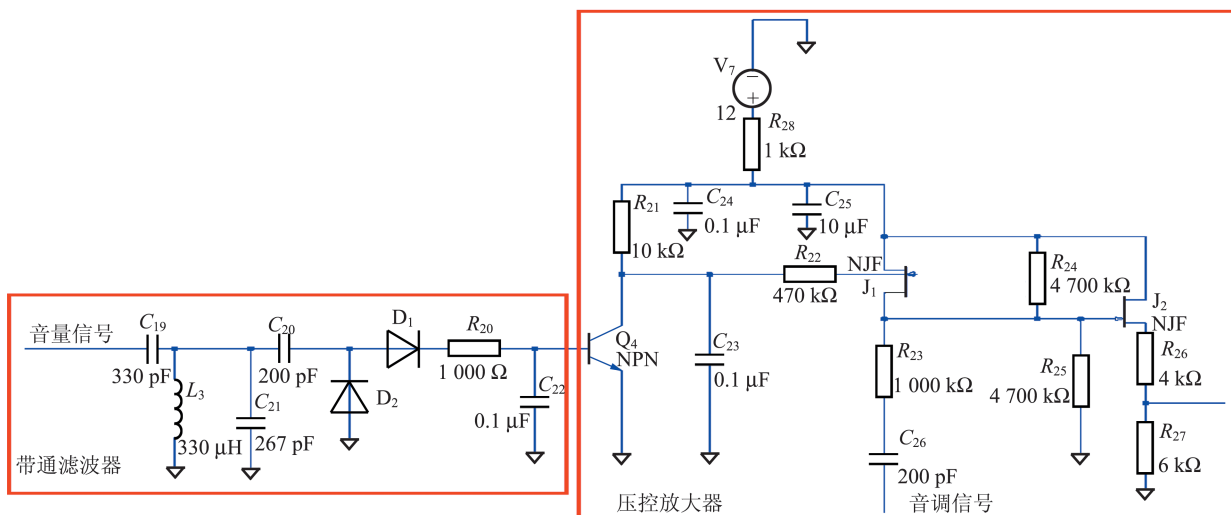 V7
12
R28
1 kΩ
R21
10 kΩ
C24
0.1 μF
C25
10 μF
R22
470 kΩ
NJF
J1
R24
4 700 kΩ
J2
NJF
音量信号
C19
330 pF
C20
200 pF
D1
R20
1 000 Ω
Q4
NPN
C23
0.1 μF
R23
1 000 kΩ
R25
4 700 kΩ
R26
4 kΩ
L3
330 μH
C21
267 pF
D2
C22
0.1 μF
C26
200 pF
R27
6 kΩ
带通滤波器
压控放大器
音调信号